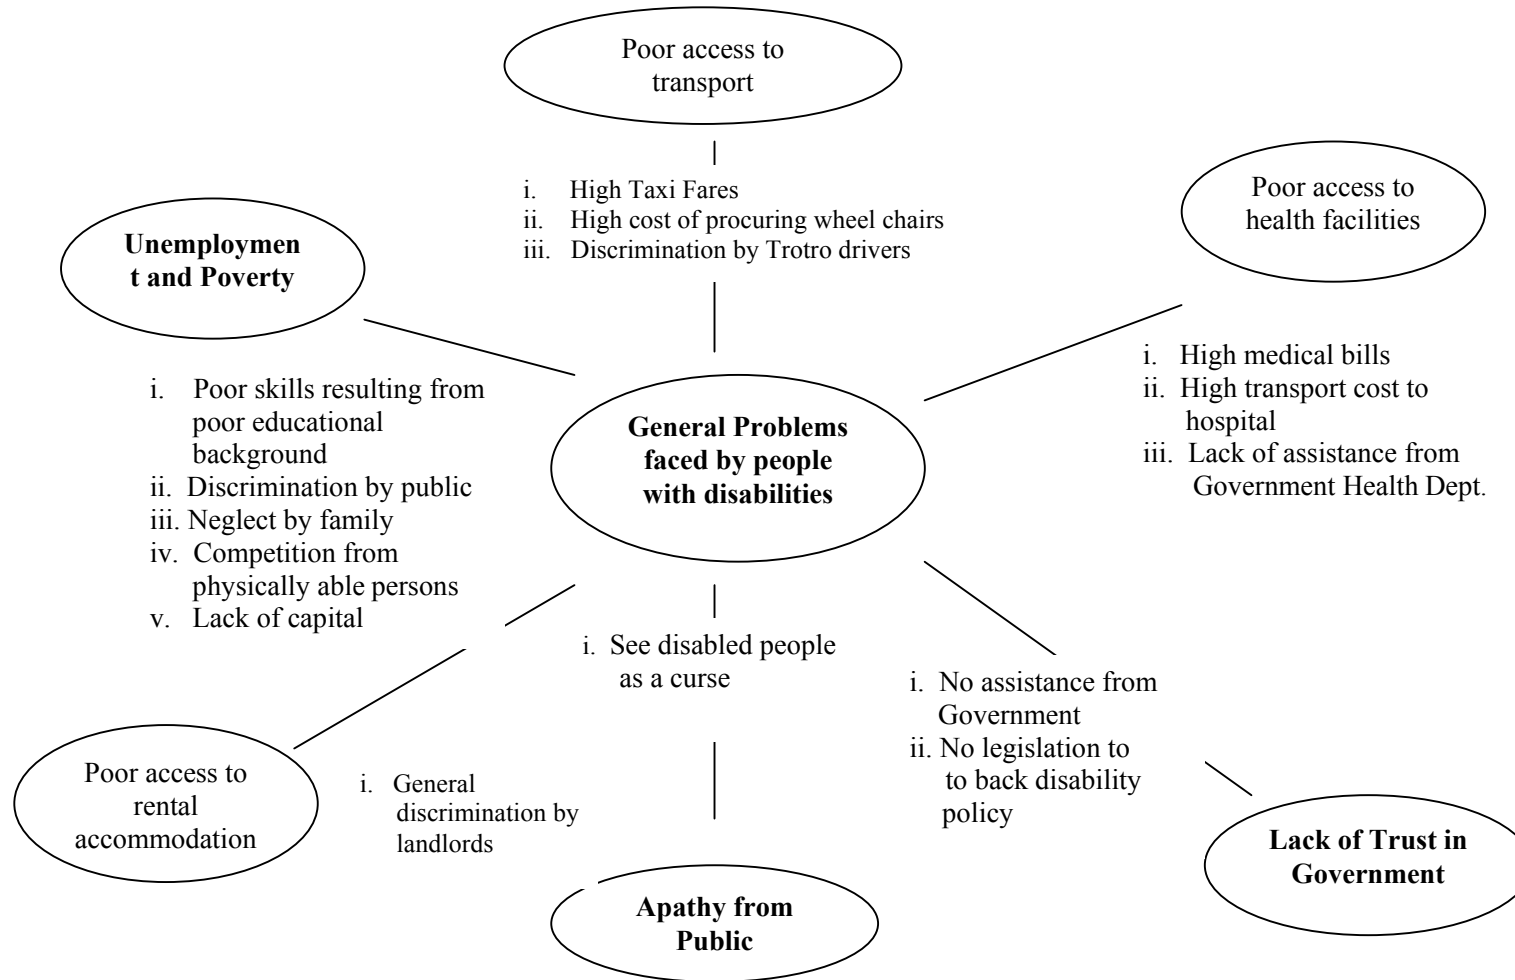 Poor access to
transport
i. High Taxi Fares
ii. High cost of procuring wheel chairs
iii. Discrimination by Trotro drivers
Poor access to
health facilities
i. High medical bills
ii. High transport cost to
hospital
iii. Lack of assistance from
Government Health Dept.
Unemploymen
t and Poverty
i. Poor skills resulting from
poor educational
background
ii. Discrimination by public
iii. Neglect by family
iv. Competition from
physically able persons
v. Lack of capital
General Problems
faced by people
with disabilities
i. See disabled people
as a curse
i. No assistance from
Government
ii. No legislation to
to back disability
policy
Poor access to
rental
accommodation
i. General
discrimination by
landlords
Apathy from
Public
Lack of Trust in
Government